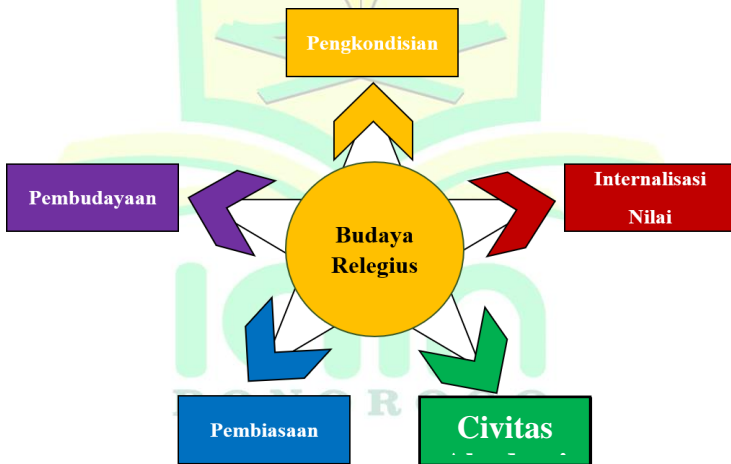 Pengkondisian
Pembudayaan
Internalisasi
Nilai
Budaya
Relegius
Pembiasaan
Civitas